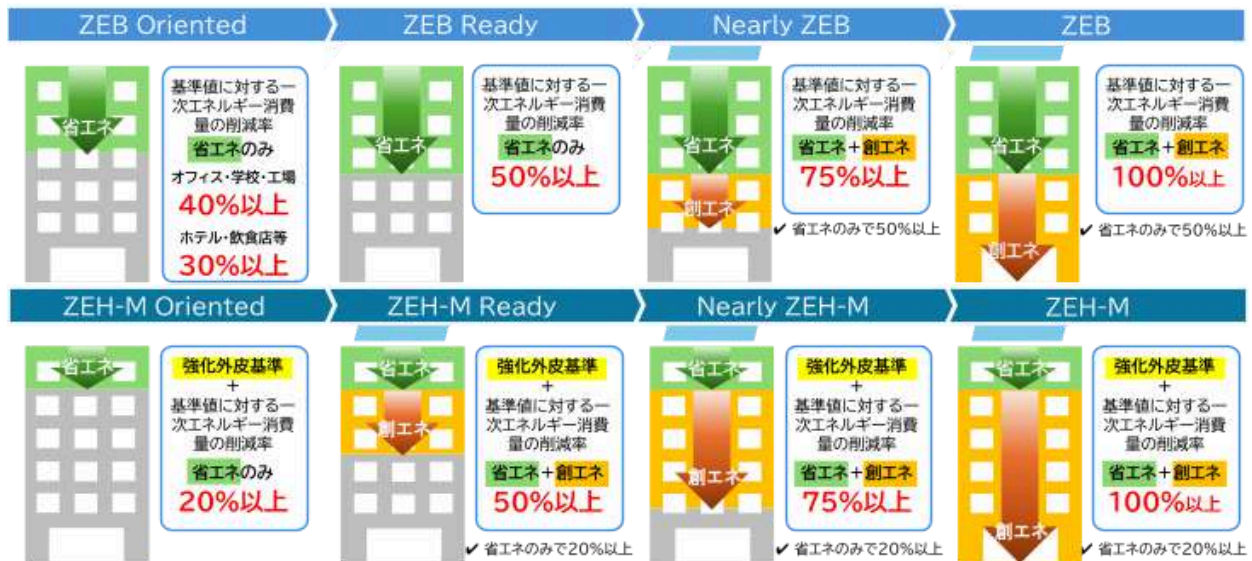 ZEB Oriented
ZEB Ready
Nearly ZEB
ZEB
省エネ
基準値に対する一
次エネルギー消費
量の削減率
省エネのみ
オフィス・学校・工場
40%以上
ホテル・飲食店等
30%以上
省エネ
基準値に対する一
次エネルギー消費
量の削減率
省エネのみ
50%以上
省エネ
創エネ
基準値に対する一
次エネルギー消費
量の削減率
省エネ+創エネ
75%以上
✔ 省エネのみで50%以上
省エネ
創エネ
基準値に対する一
次エネルギー消費
量の削減率
省エネ+創エネ
100%以上
✔ 省エネのみで50%以上
ZEH-M Oriented
ZEH-M Ready
Nearly ZEH-M
ZEH-M
省エネ
強化外皮基準
+
基準値に対する一
次エネルギー消費
量の削減率
省エネのみ
20%以上
省エネ
創エネ
強化外皮基準
+
基準値に対する一
次エネルギー消費
量の削減率
省エネ+創エネ
50%以上
✔ 省エネのみで20%以上
省エネ
創エネ
強化外皮基準
+
基準値に対する一
次エネルギー消費
量の削減率
省エネ+創エネ
75%以上
✔ 省エネのみで20%以上
省エネ
創エネ
強化外皮基準
+
基準値に対する一
次エネルギー消費
量の削減率
省エネ+創エネ
100%以上
✔ 省エネのみで20%以上